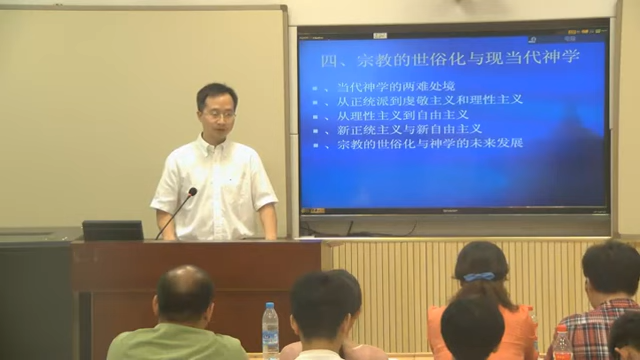 四、宗教的世俗化与现当代神学
、当代神学的两难处境
、从正统派到虔敬主义和理性主义
、从理性主义到自由主义
、新正统主义与新自由主义
、宗教的世俗化与神学的未来发展